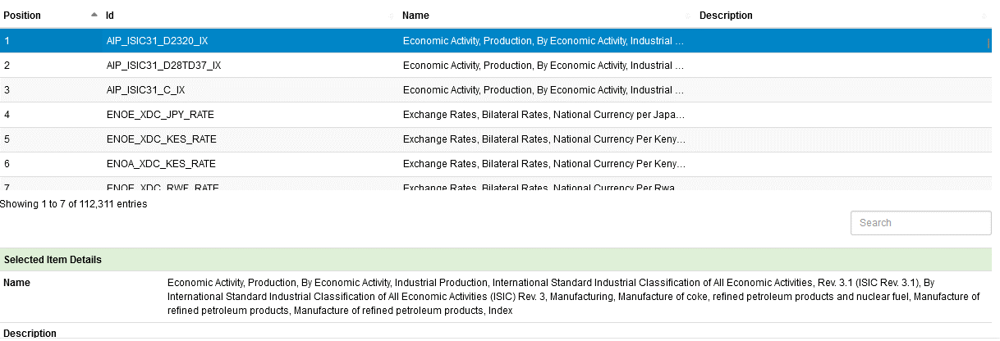 Position Id Name Description
1 AIP_ISIC31_D2320_IX Economic Activity, Production, By Economic Activity, Industrial ...
2 AIP_ISIC31_D28TD37_IX Economic Activity, Production, By Economic Activity, Industrial ...
3 AIP_ISIC31_C_IX Economic Activity, Production, By Economic Activity, Industrial ...
4 ENOE_XDC_JPY_RATE Exchange Rates, Bilateral Rates, National Currency per Japa...
5 ENOE_XDC_KES_RATE Exchange Rates, Bilateral Rates, National Currency Per Keny...
6 ENOA_XDC_KES_RATE Exchange Rates, Bilateral Rates, National Currency Per Keny...
7 ENOE_XDC_RWF_RATE Exchange Rates, Bilateral Rates, National Currency Per Rwa...
Showing 1 to 7 of 112,311 entries
Search
Selected Item Details
Name Economic Activity, Production, By Economic Activity, Industrial Production, International Standard Industrial Classification of All Economic Activities, Rev. 3.1 (ISIC Rev. 3.1), By
International Standard Industrial Classification of All Economic Activities (ISIC) Rev. 3, Manufacturing, Manufacture of coke, refined petroleum products and nuclear fuel, Manufacture of
refined petroleum products, Manufacture of refined petroleum products, Index
Description